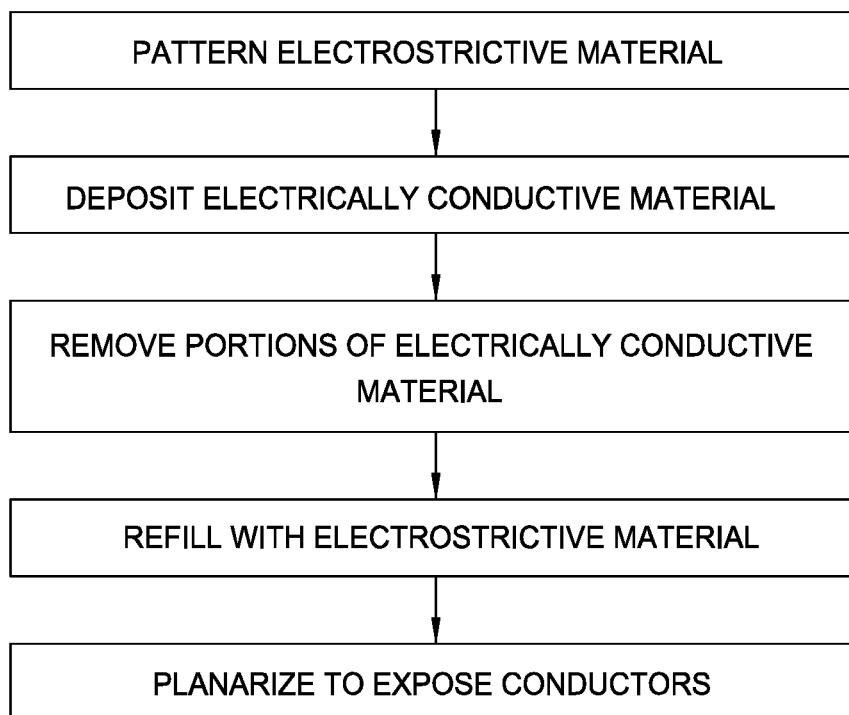 PATTERN ELECTROSTRICTIVE MATERIAL
DEPOSIT ELECTRICALLY CONDUCTIVE MATERIAL
REMOVE PORTIONS OF ELECTRICALLY CONDUCTIVE
MATERIAL
REFILL WITH ELECTROSTRICTIVE MATERIAL
PLANARIZE TO EXPOSE CONDUCTORS